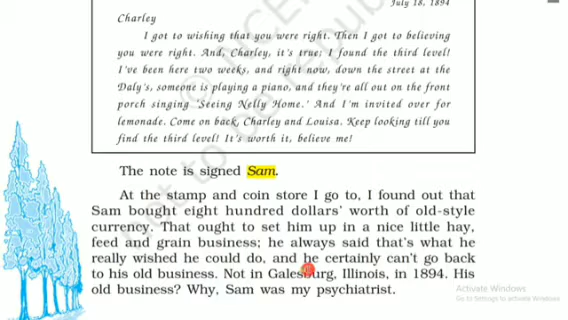 July 18, 1894
Charley
I got to wishing that you were right. Then I got to believing
you were right. And, Charley, it's true; I found the third level!
I've been here two weeks, and right now, down the street at the
Daly's, someone is playing a piano, and they're all out on the front
porch singing 'Seeing Nelly Home.' And I'm invited over for
lemonade. Come on back, Charley and Louisa. Keep looking till you
find the third level! It's worth it, believe me!
The note is signed Sam.
At the stamp and coin store I go to, I found out that
Sam bought eight hundred dollars' worth of old-style
currency. That ought to set him up in a nice little hay,
feed and grain business; he always said that's what he
really wished he could do, and he certainly can't go back
to his old business. Not in Galesburg, Illinois, in 1894. His
old business? Why, Sam was my psychiatrist.
Activate Windows
Go to Settings to activate Windows